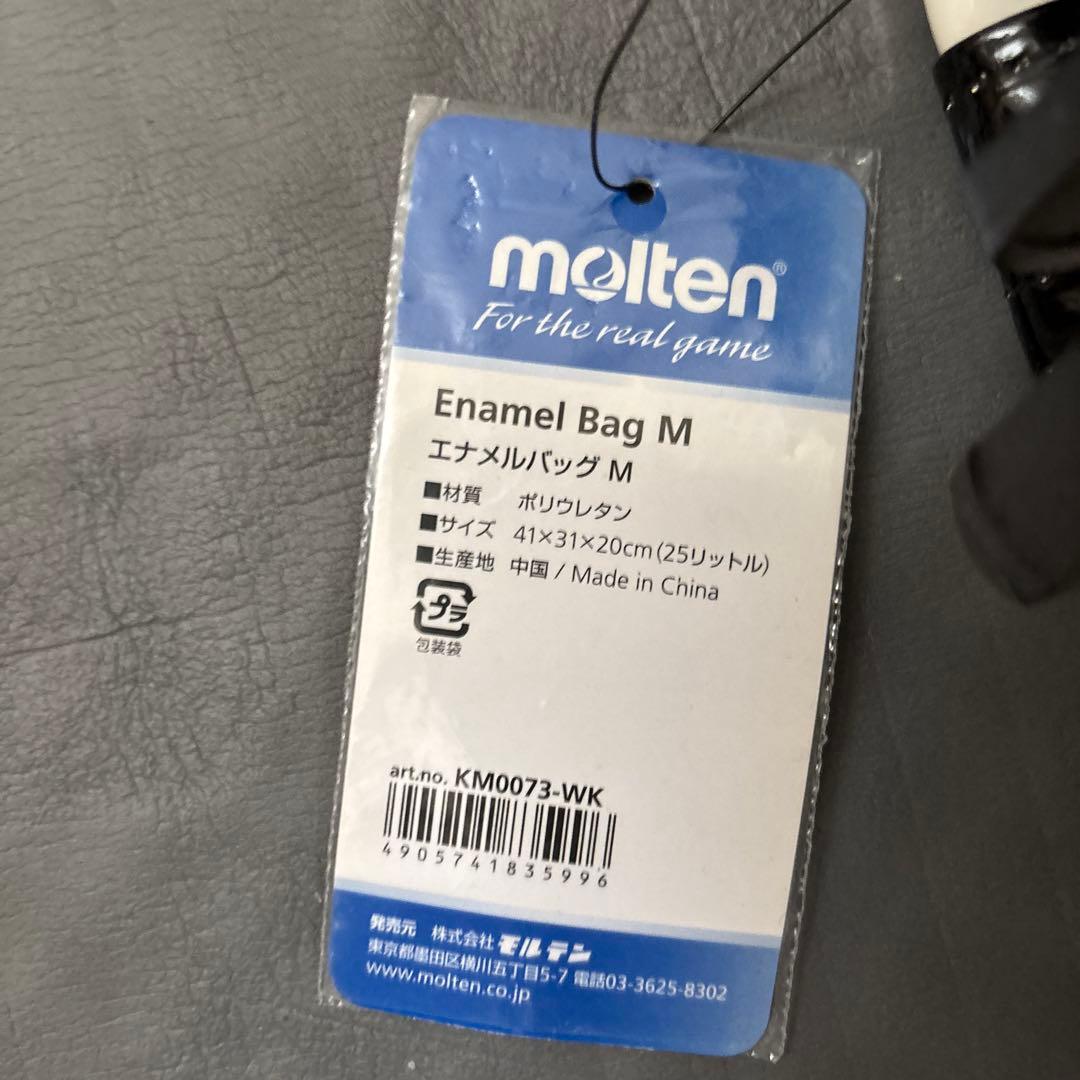 molten®
For the real game
Enamel Bag M
エナメルバッグ M
■材質 ポリウレタン
■サイズ 41×31×20cm(25リットル)
■生産地 中国 / Made in China
プラ
包装袋
art.no. KM0073-WK
4905741835996
発売元 株式会社 モルテン
東京都墨田区横川五丁目5-7 電話03-3625-8302
www.molten.co.jp